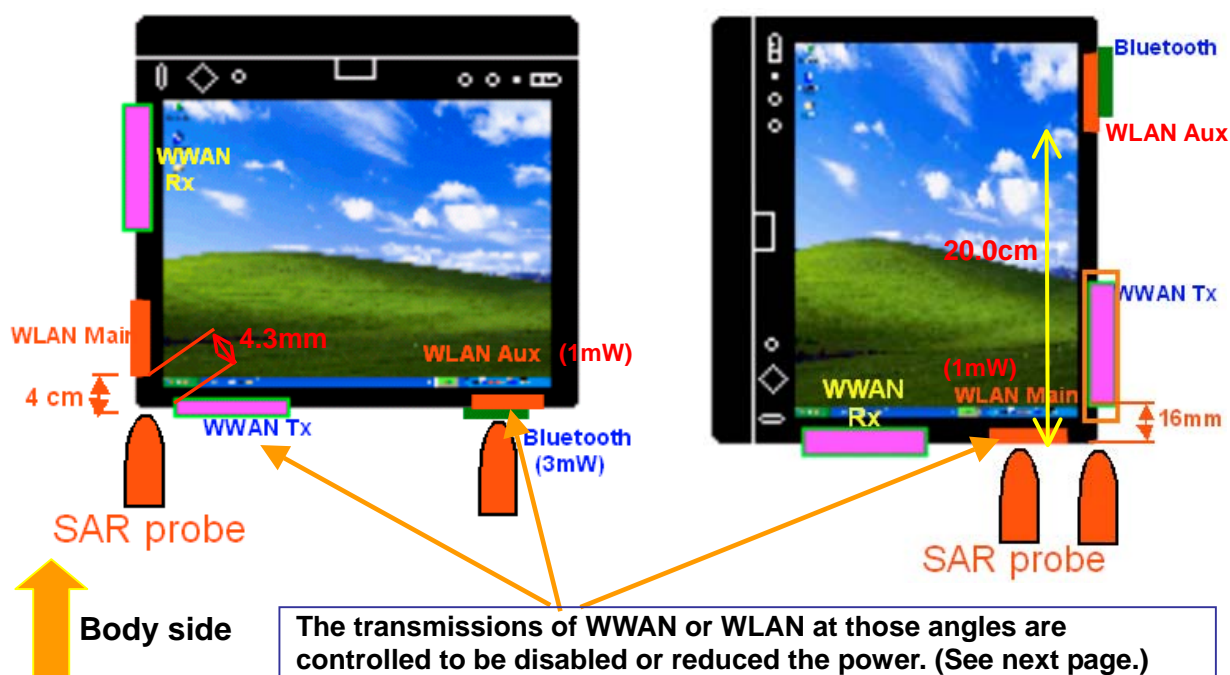 WWAN
Rx
WLAN Main
4.3mm
4 cm
WLAN Aux (1mW)
WWAN Tx
Bluetooth
(3mW)
SAR probe
Bluetooth
WLAN Aux
20.0cm
WWAN Tx
(1mW)
WLAN Main
WWAN
Rx
16mm
SAR probe
Body side
The transmissions of WWAN or WLAN at those angles are
controlled to be disabled or reduced the power. (See next page.)